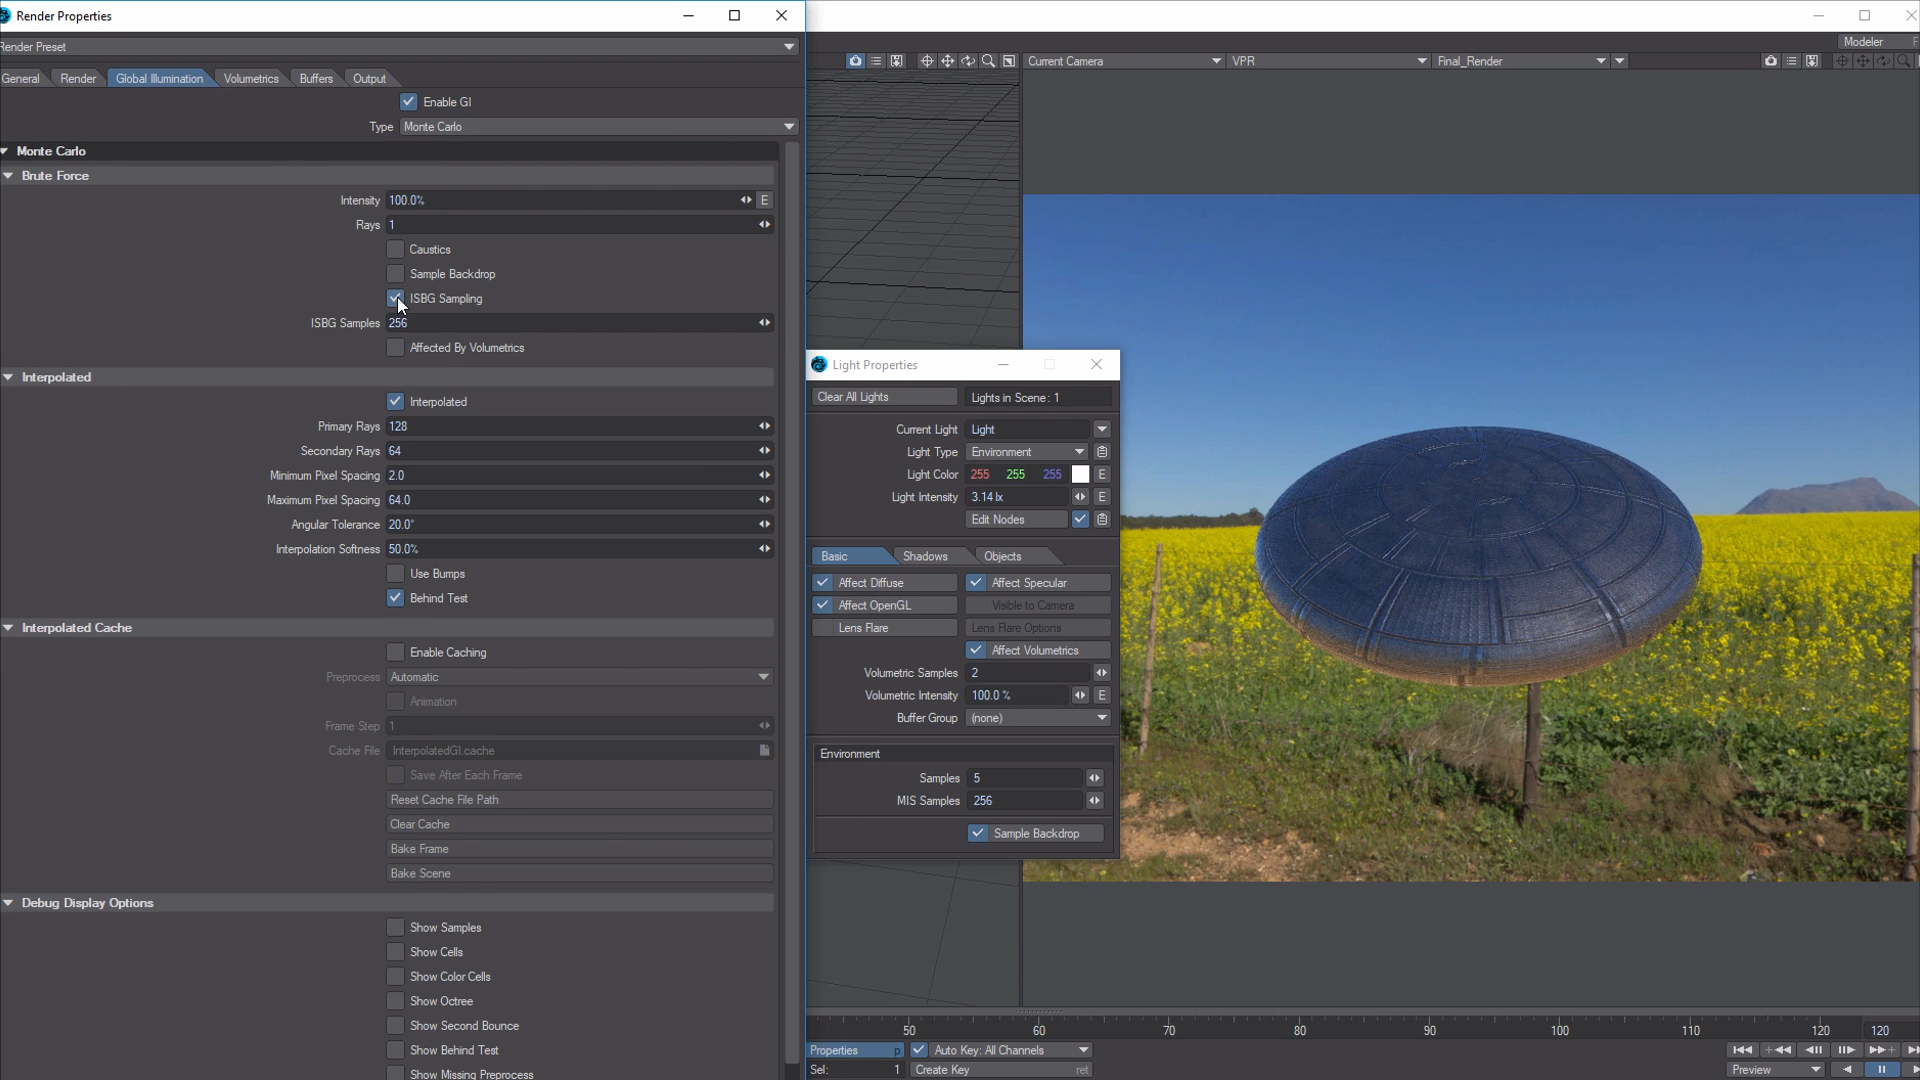 Render Properties
Render Preset
General Render Global Illumination Volumetrics Buffers Output
Enable GI
Type Monte Carlo
Monte Carlo
Brute Force
Intensity 100.0% E
Rays 1
Caustics
Sample Backdrop
ISBG Sampling
ISBG Samples 256
Affected By Volumetrics
Interpolated
Interpolated
Primary Rays 128
Secondary Rays 64
Minimum Pixel Spacing 2.0
Maximum Pixel Spacing 64.0
Angular Tolerance 20.0°
Interpolation Softness 50.0%
Use Bumps
Behind Test
Interpolated Cache
Enable Caching
Preprocess Automatic
Animation
Frame Step 1
Cache File InterpolatedGI.cache
Save After Each Frame
Reset Cache File Path
Clear Cache
Bake Frame
Bake Scene
Debug Display Options
Show Samples
Show Cells
Show Color Cells
Show Octree
Show Second Bounce
Show Behind Test
Show Missing Preprocess
Modeler
Current Camera VPR Final_Render
Light Properties
Clear All Lights Lights in Scene: 1
Current Light Light
Light Type Environment
Light Color 255 255 255 E
Light Intensity 3.14 lx E
Edit Nodes
Basic Shadows Objects
Affect Diffuse Affect Specular
Affect OpenGL Visible to Camera
Lens Flare Lens Flare Options
Affect Volumetrics
Volumetric Samples 2
Volumetric Intensity 100.0 % E
Buffer Group (none)
Environment
Samples 5
MIS Samples 256
Sample Backdrop
50 60 70 80 90 100 110 120 120
Properties p Auto Key: All Channels
Sel: 1 Create Key ret
Preview